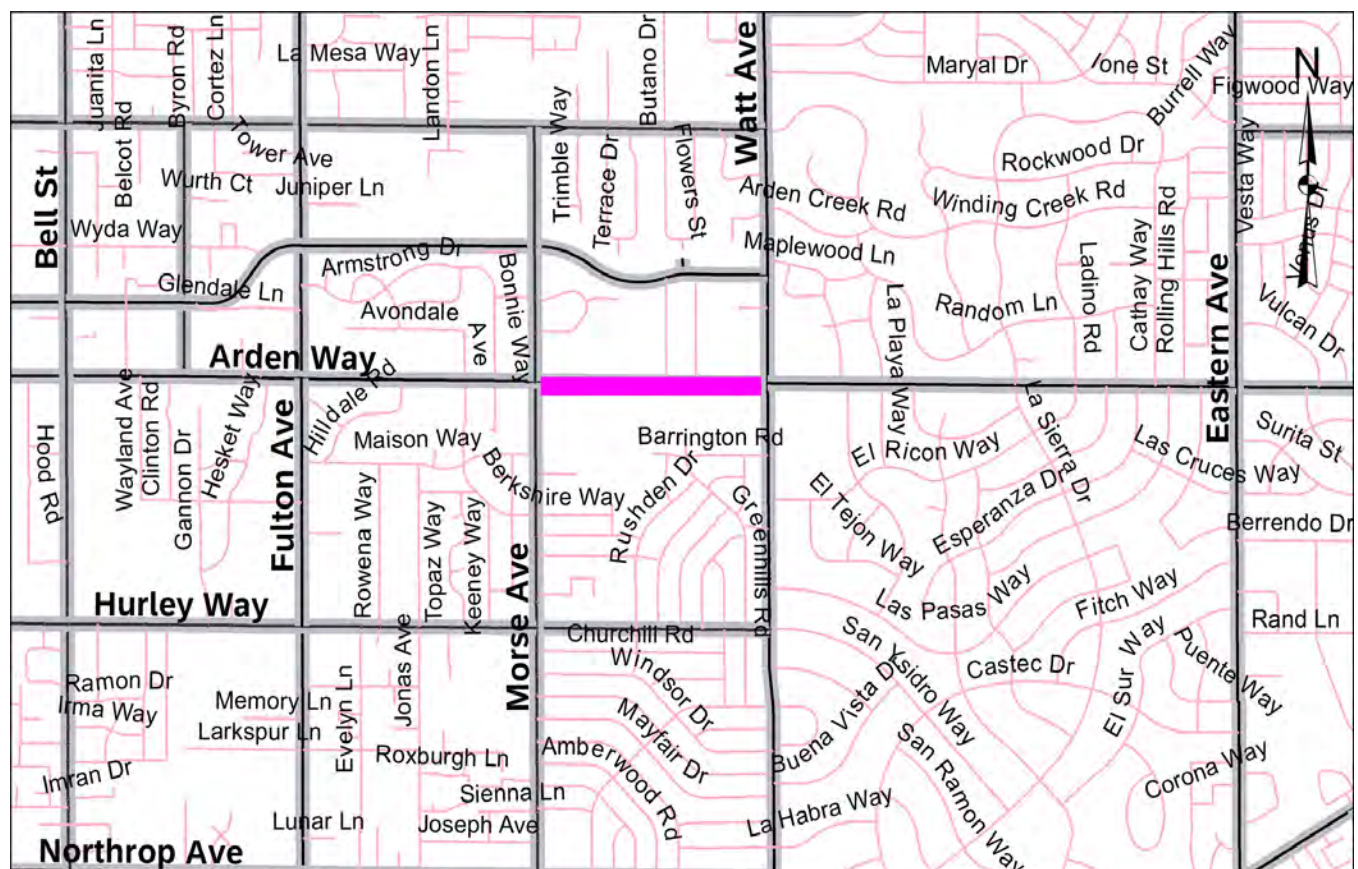 Juanita Ln
Byron Rd
Cortez Ln
La Mesa Way
Landon Ln
Butano Dr
Watt Ave
Maryal Dr
Ione St
Burrell Way
N
Figwood Way
Belcot Rd
Tower Ave
Trimble Way
Terrace Dr
Flowers St
Rockwood Dr
Vesta Way
Venus Dr
Bell St
Wurth Ct
Juniper Ln
Arden Creek Rd
Winding Creek Rd
Wyda Way
Armstrong Dr
Bonnie Way
Maplewood Ln
Ladino Rd
Cathay Way
Rolling Hills Rd
Eastern Ave
Glendale Ln
Avondale
Ave
La Playa Way
Random Ln
Vulcan Dr
Arden Way
Hood Rd
Wayland Ave
Clinton Rd
Gannon Dr
Hesket Way
Fulton Ave
Hilldale Rd
Maison Way
Berkshire Way
Barrington Rd
Rushden Dr
Greenhills Rd
El Ricon Way
La Sierra Dr
Las Cruces Way
Surita St
Rowena Way
Topaz Way
Keeney Way
Morse Ave
El Tejon Way
Esperanza Dr
Berrendo Dr
Hurley Way
Jonas Ave
Churchill Rd
Las Pasas Way
Fitch Way
Rand Ln
Ramon Dr
Irma Way
Memory Ln
Larkspur Ln
Evelyn Ln
Windsor Dr
San Ysidro Way
Castec Dr
El Sur Way
Puente Way
Mayfair Dr
Buena Vista Dr
Imran Dr
Roxburgh Ln
Amberwood Rd
San Ramon Way
Corona Way
Sienna Ln
Lunar Ln
Joseph Ave
La Habra Way
Northrop Ave